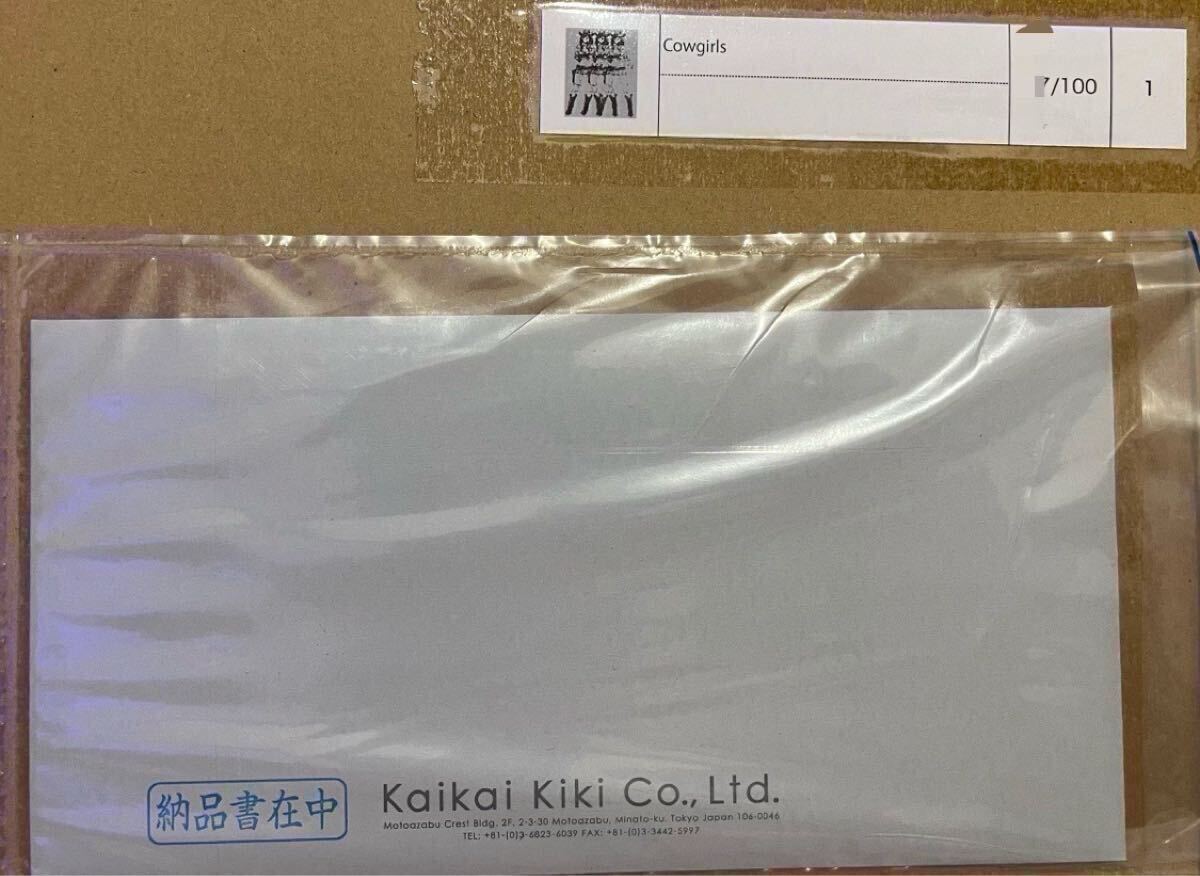 Cowgirls
7/100
1
納品書在中
Kaikai Kiki Co., Ltd.
Motoazabu Crest Bldg. 2F, 2-3-30 Motoazabu, Minato-ku, Tokyo Japan 106-0046
TEL: +81-(0)3-6823-6039 FAX: +81-(0)3-3442-5997